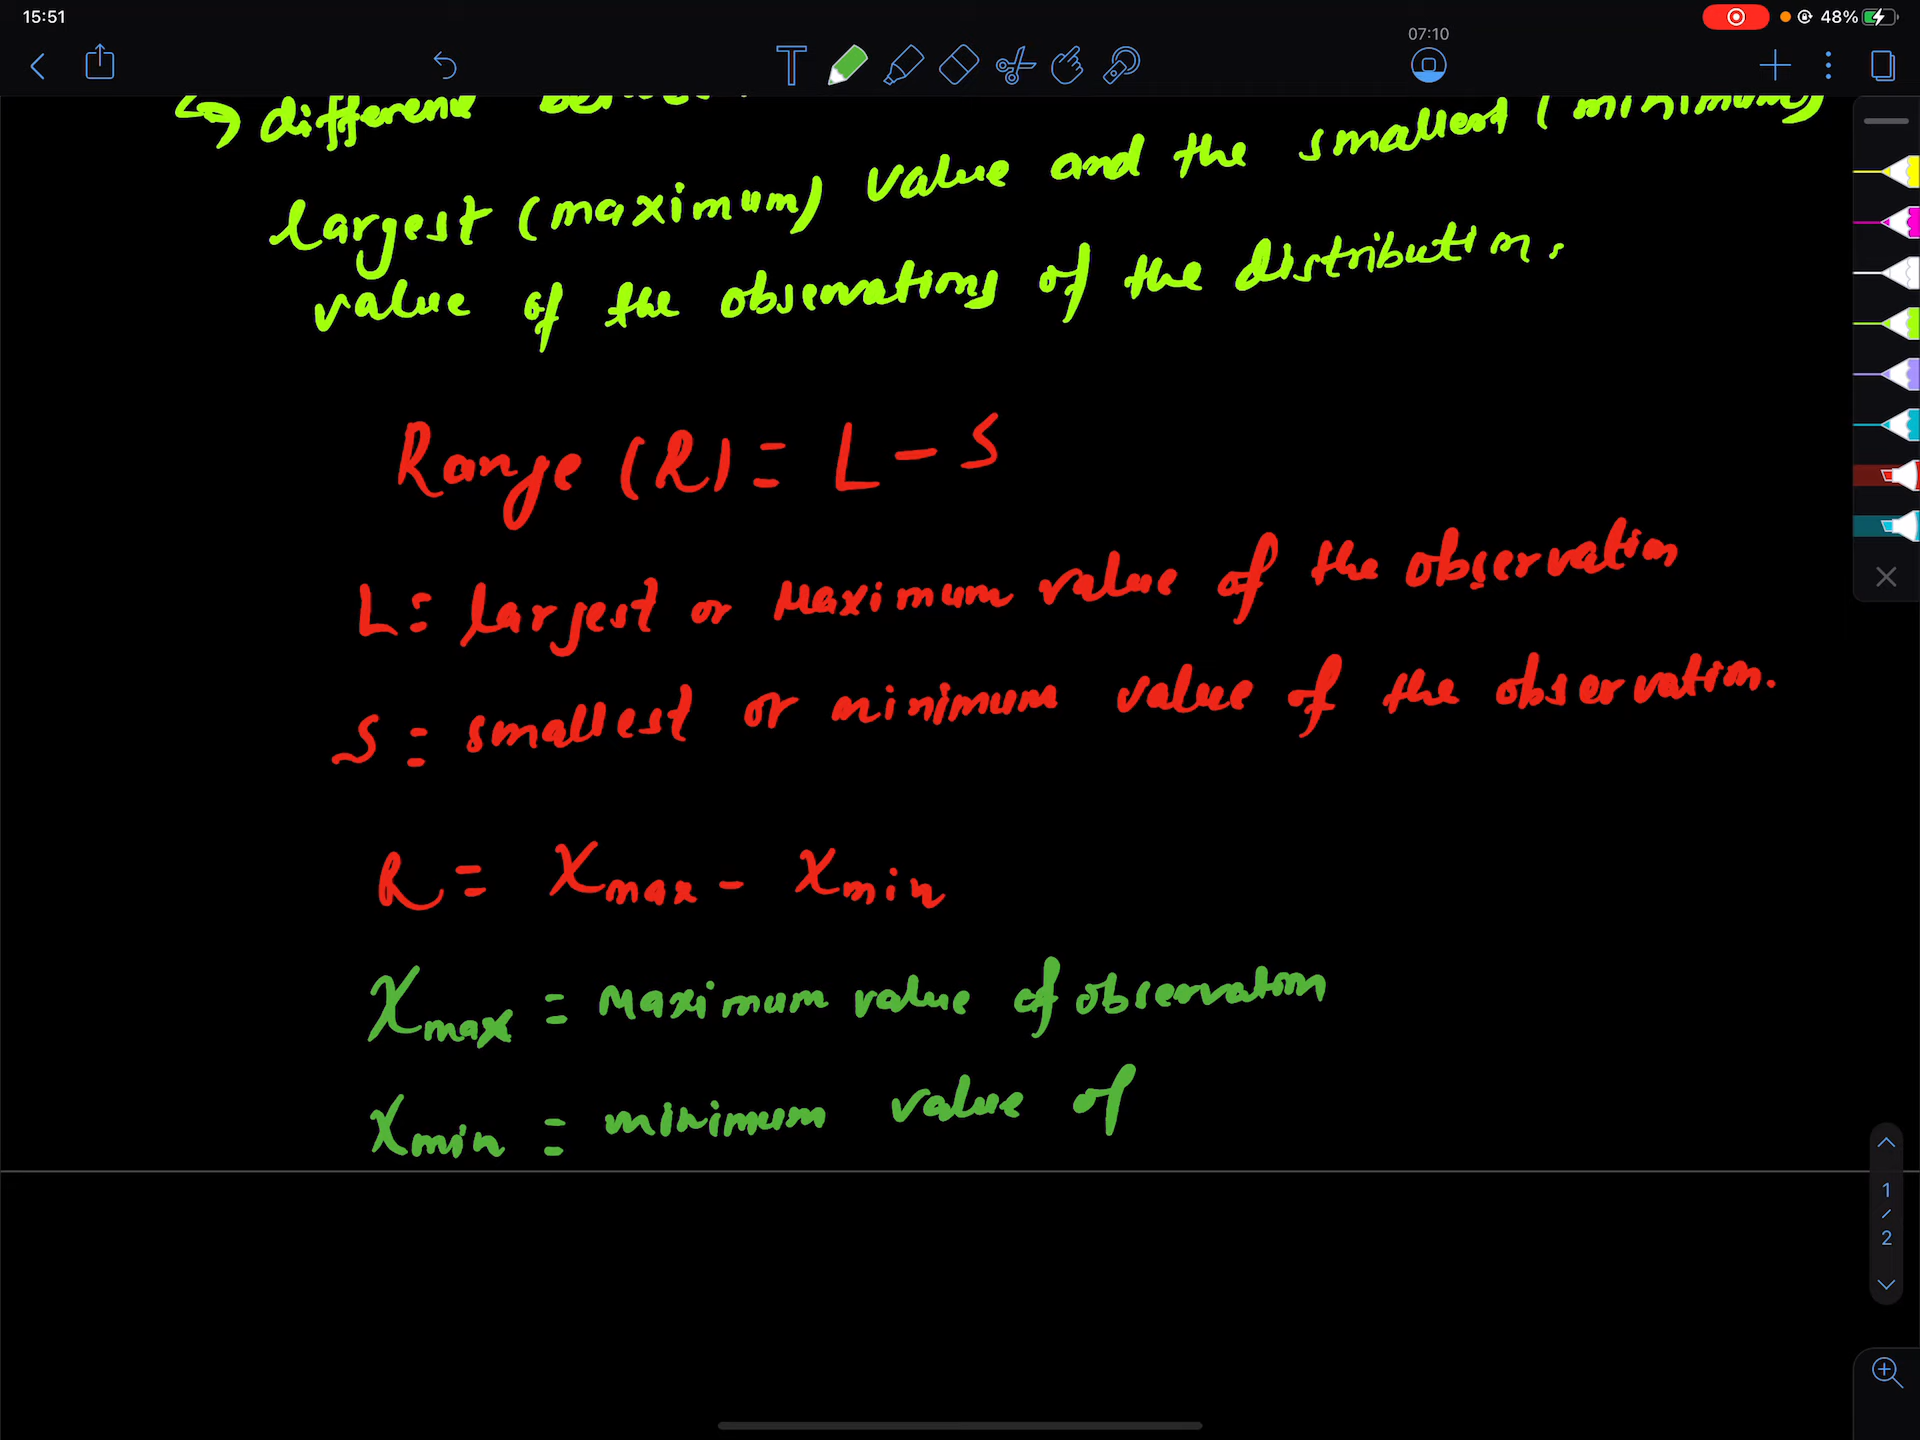 15:51
48%
07:10
differenc
largest (maximum) value and the smallest (minimum)
value of the observations of the distribution.
Range (R) = L - S
L = largest or Maximum value of the observation
S = smallest or minimum value of the observation.
R = Xmax - Xmin
Xmax = Maximum value of observation
Xmin = minimum value of
1
/
2